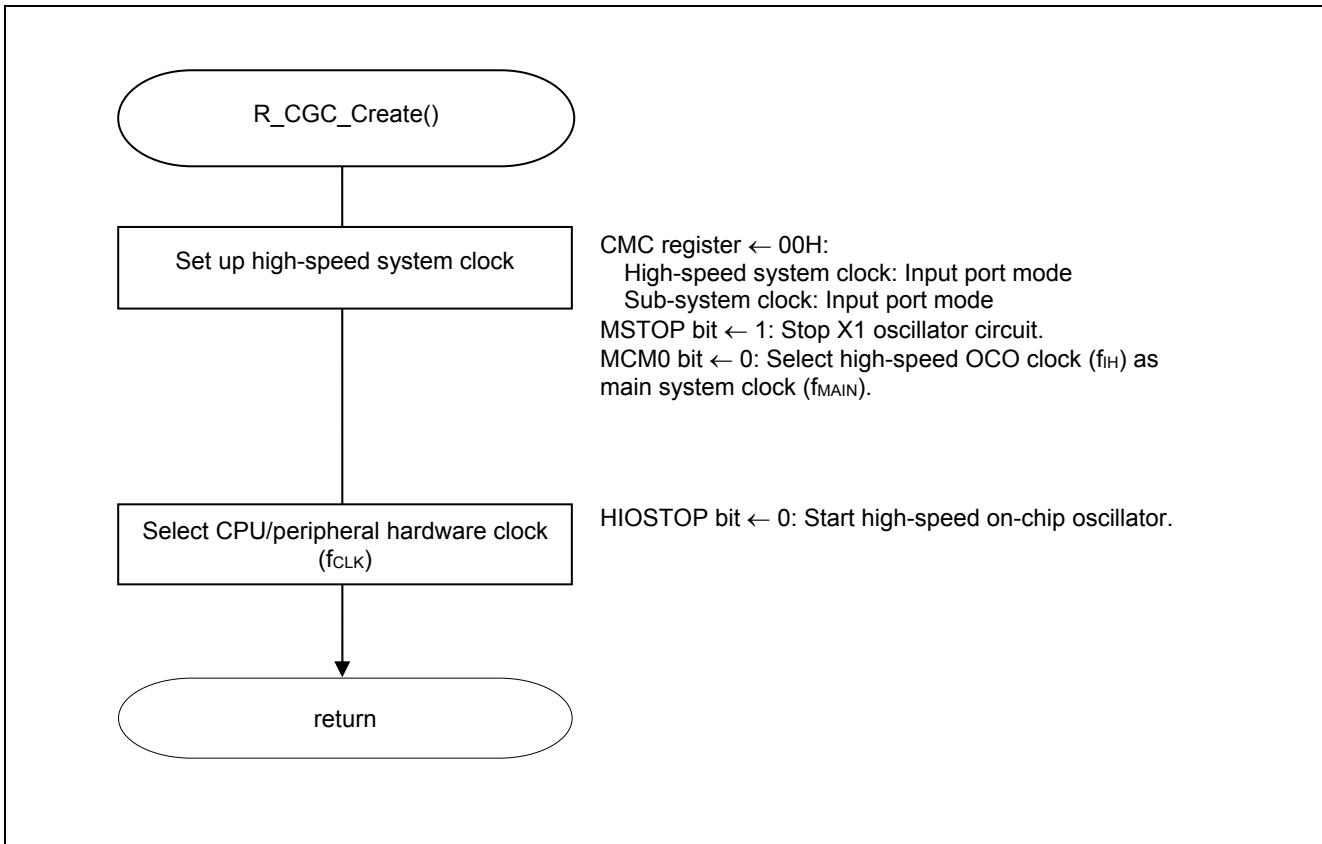 R_CGC_Create()
Set up high-speed system clock
CMC register ← 00H:
High-speed system clock: Input port mode
Sub-system clock: Input port mode
MSTOP bit ← 1: Stop X1 oscillator circuit.
MCM0 bit ← 0: Select high-speed OCO clock (fIH) as
main system clock (fMAIN).
Select CPU/peripheral hardware clock
(fCLK)
HIOSTOP bit ← 0: Start high-speed on-chip oscillator.
return